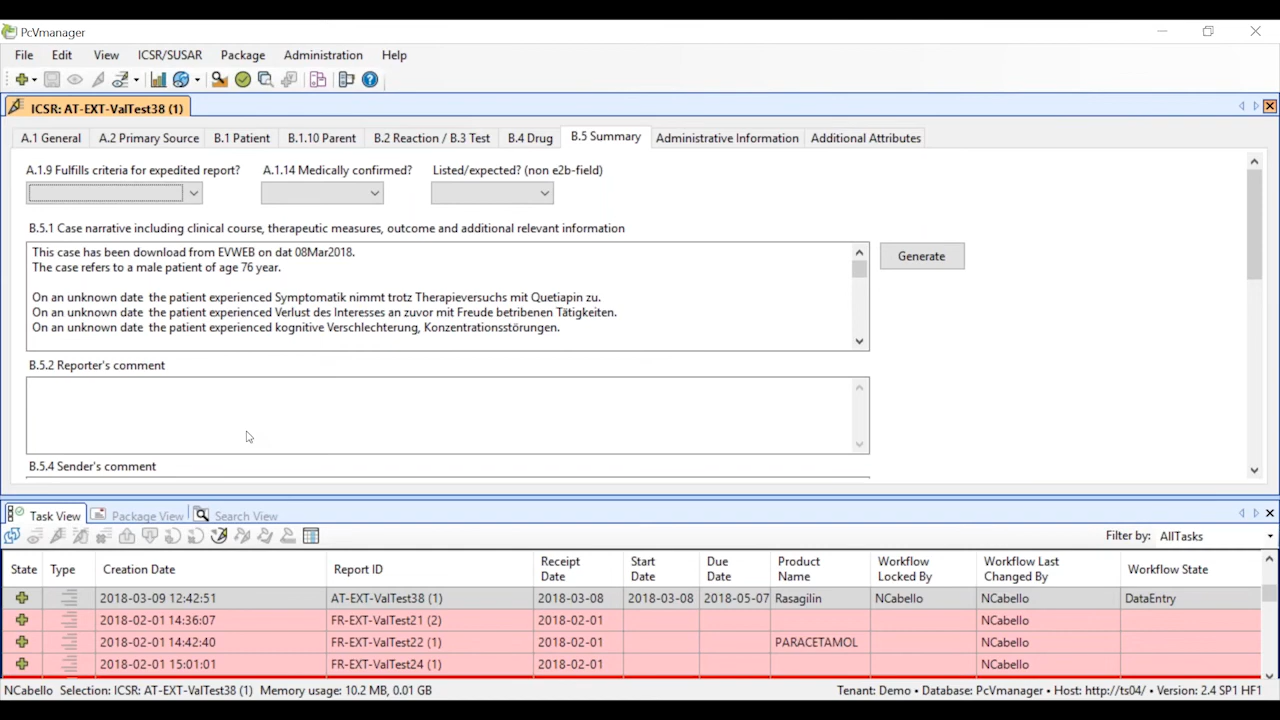 PcVmanager
File Edit View ICSR/SUSAR Package Administration Help
ICSR: AT-EXT-ValTest38 (1)
A.1 General A.2 Primary Source B.1 Patient B.1.10 Parent B.2 Reaction / B.3 Test B.4 Drug B.5 Summary Administrative Information Additional Attributes
A.1.9 Fulfills criteria for expedited report? A.1.14 Medically confirmed? Listed/expected? (non e2b-field)
B.5.1 Case narrative including clinical course, therapeutic measures, outcome and additional relevant information
This case has been download from EVWEB on dat 08Mar2018.
The case refers to a male patient of age 76 year.
On an unknown date the patient experienced Symptomatik nimmt trotz Therapieversuchs mit Quetiapin zu.
On an unknown date the patient experienced Verlust des Interesses an zuvor mit Freude betribenen Tätigkeiten.
On an unknown date the patient experienced kognitive Verschlechterung, Konzentrationsstörungen.
Generate
B.5.2 Reporter's comment
B.5.4 Sender's comment
Task View Package View Search View
Filter by: AllTasks
State Type Creation Date Report ID Receipt Date Start Date Due Date Product Name Workflow Locked By Workflow Last Changed By Workflow State
2018-03-09 12:42:51 AT-EXT-ValTest38 (1) 2018-03-08 2018-03-08 2018-05-07 Rasagilin NCabello NCabello DataEntry
2018-02-01 14:36:07 FR-EXT-ValTest21 (2) 2018-02-01 NCabello
2018-02-01 14:42:40 FR-EXT-ValTest22 (1) 2018-02-01 PARACETAMOL NCabello
2018-02-01 15:01:01 FR-EXT-ValTest24 (1) 2018-02-01 NCabello
NCabello Selection: ICSR: AT-EXT-ValTest38 (1) Memory usage: 10.2 MB, 0.01 GB Tenant: Demo • Database: PcVmanager • Host: http://ts04/ • Version: 2.4 SP1 HF1